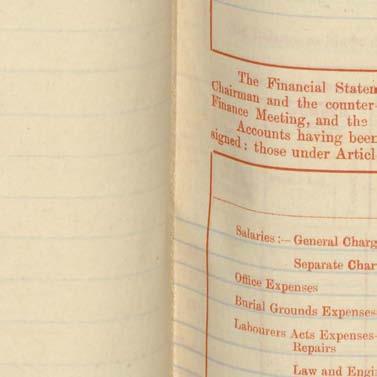 The Financial Statem
Chairman and the counter-
Finance Meeting, and the
Accounts having been
signed: those under Articl
Salaries:— General Charg
Separate Char
Office Expenses
Burial Grounds Expenses
Labourers Acts Expenses-
Repairs
Law and Engi